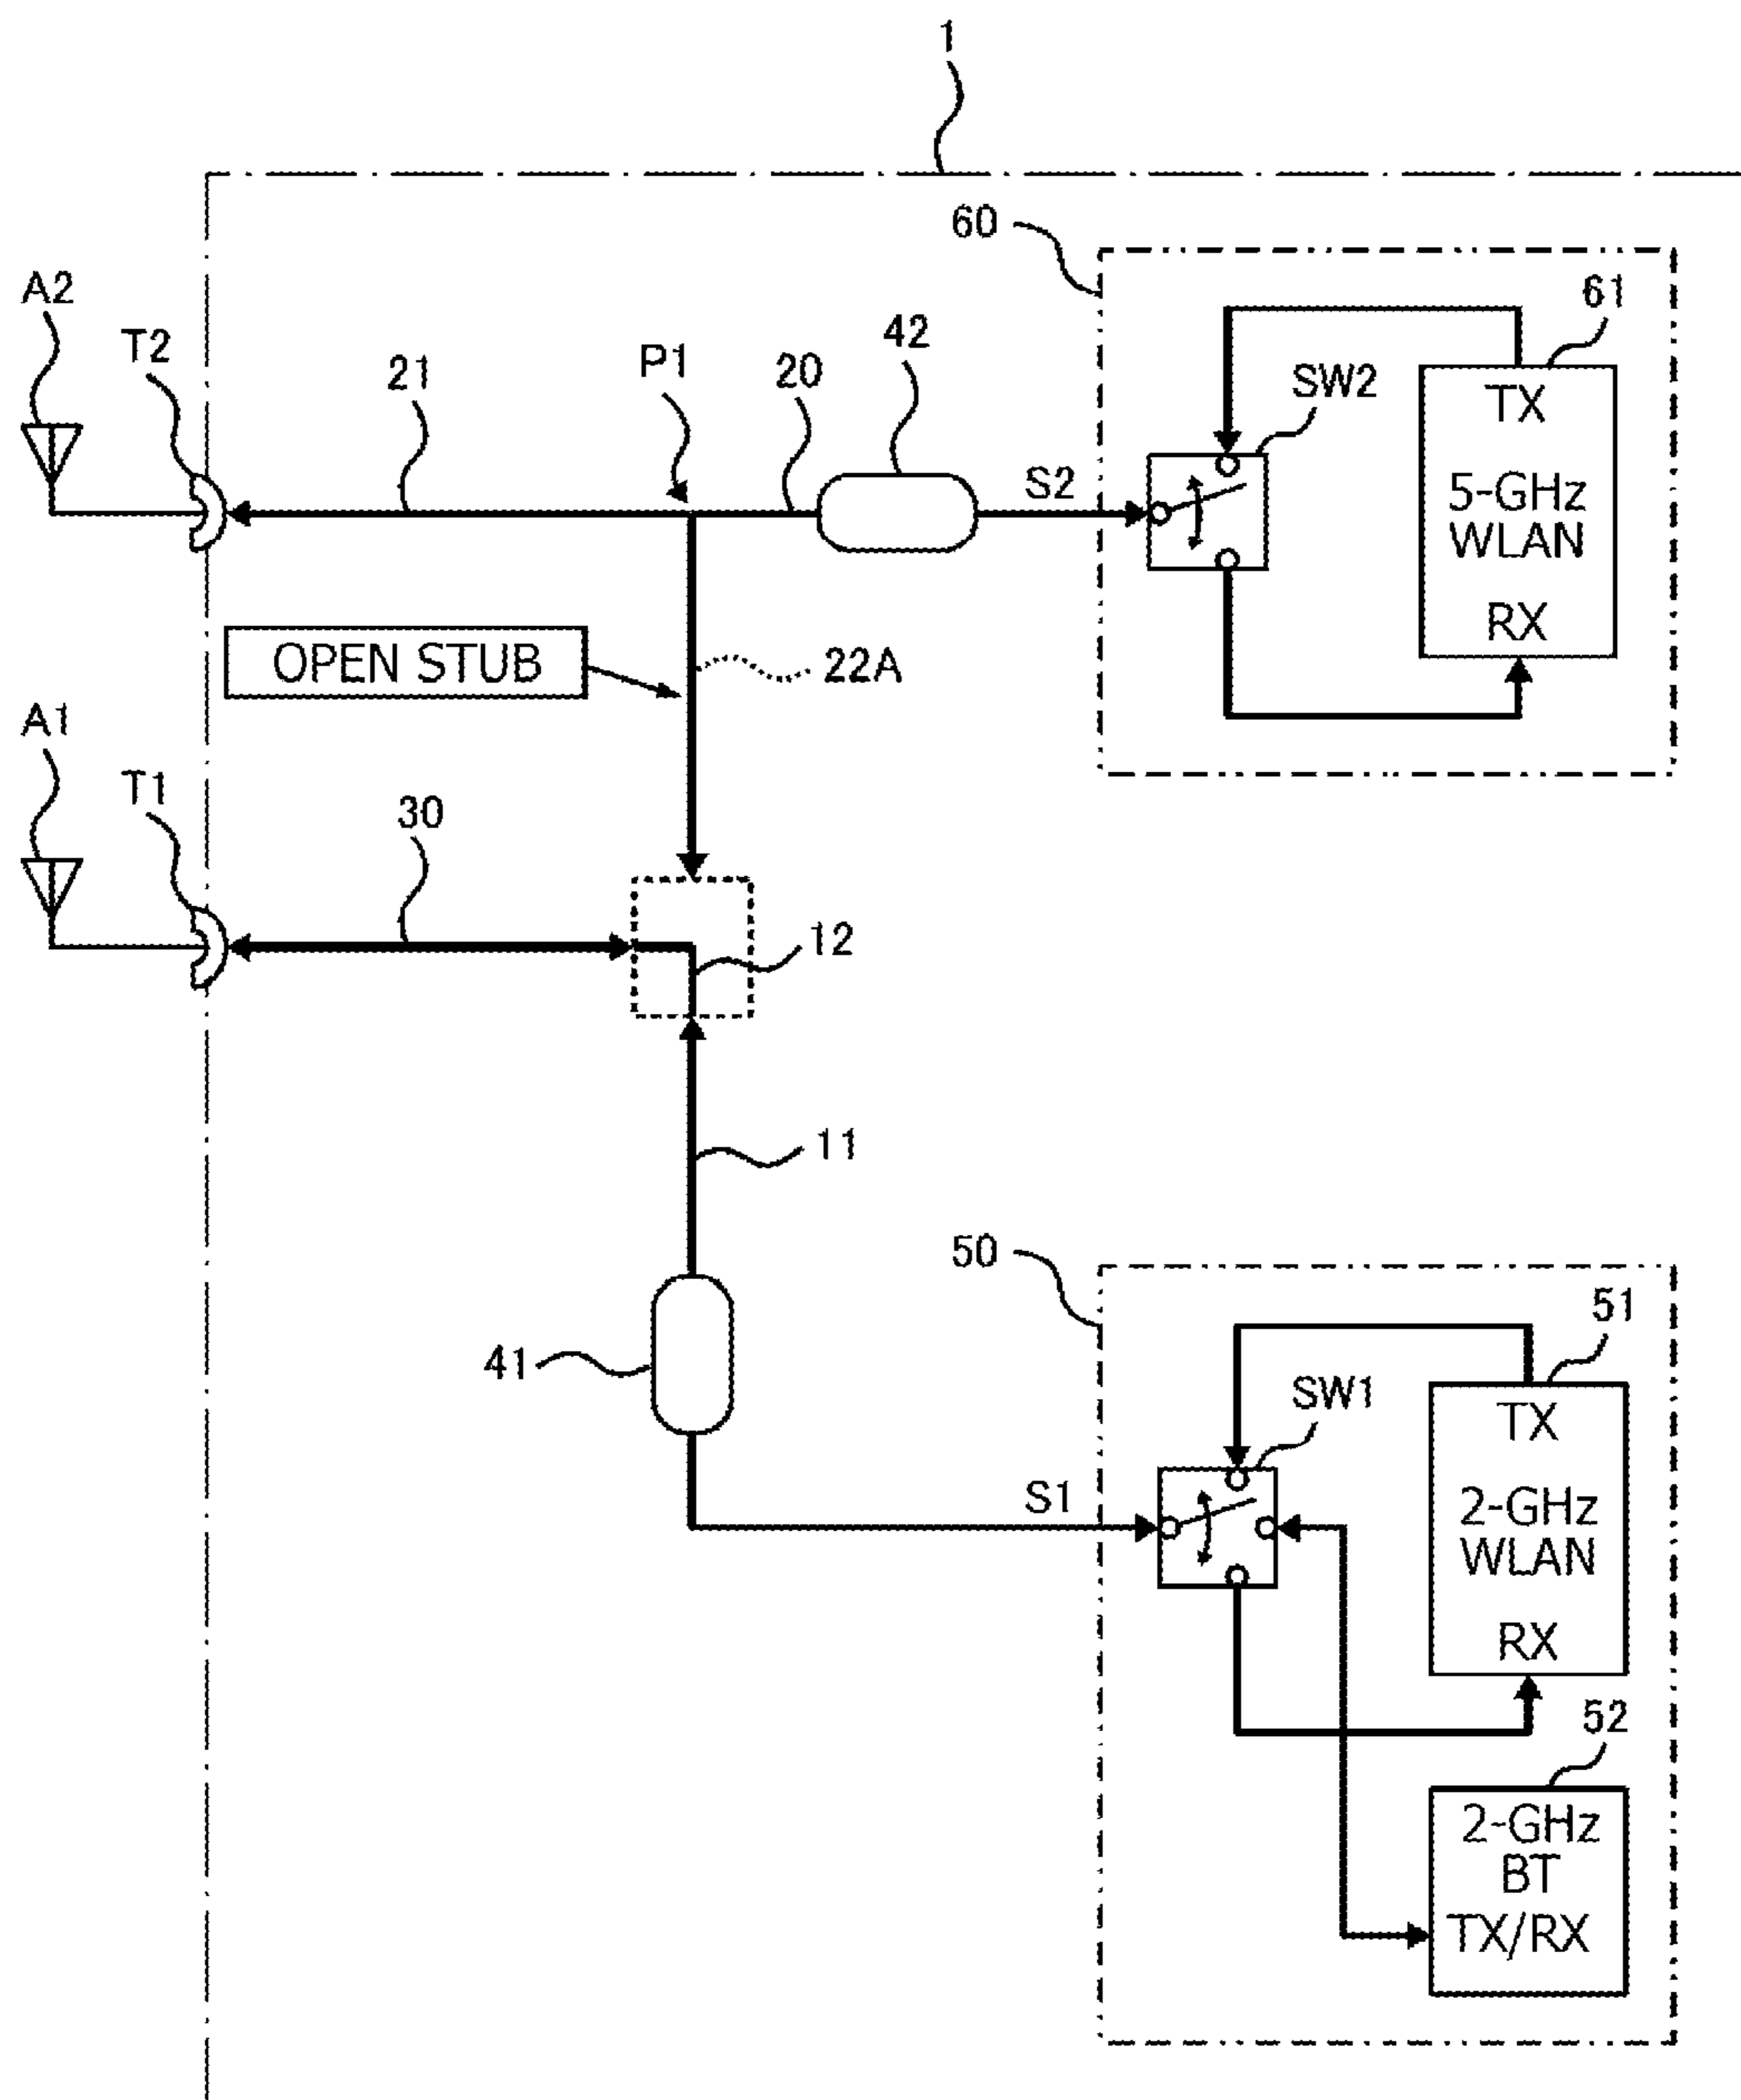 1
60
A2
T2
21
P1
20
42
S2
SW2
61
TX
5-GHz
WLAN
RX
OPEN STUB
22A
A1
T1
30
12
11
50
41
S1
SW1
51
TX
2-GHz
WLAN
RX
52
2-GHz
BT
TX/RX